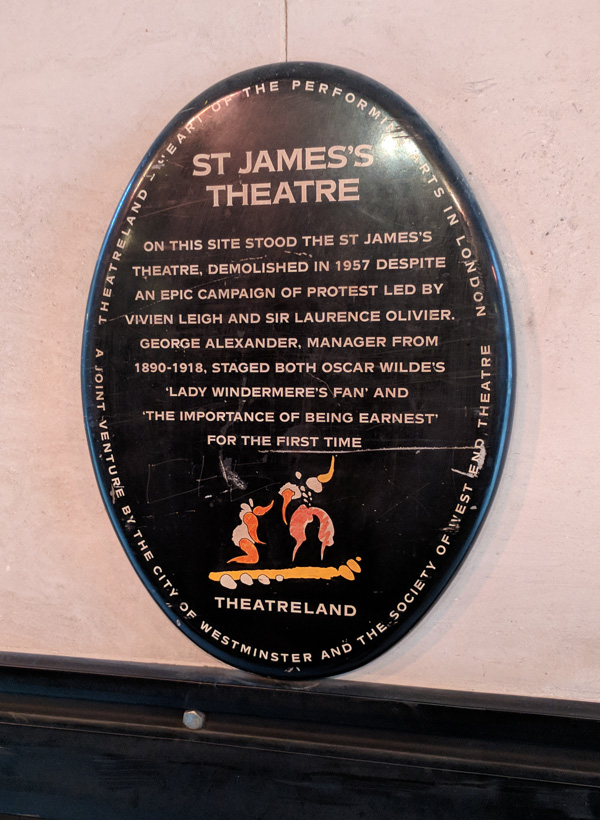 THEATRELAND - HEART OF THE PERFORMING ARTS IN LONDON
ST JAMES'S
THEATRE
ON THIS SITE STOOD THE ST JAMES'S
THEATRE, DEMOLISHED IN 1957 DESPITE
AN EPIC CAMPAIGN OF PROTEST LED BY
VIVIEN LEIGH AND SIR LAURENCE OLIVIER.
GEORGE ALEXANDER, MANAGER FROM
1890-1918, STAGED BOTH OSCAR WILDE'S
'LADY WINDERMERE'S FAN' AND
'THE IMPORTANCE OF BEING EARNEST'
FOR THE FIRST TIME
THEATRELAND
A JOINT VENTURE BY THE CITY OF WESTMINSTER AND THE SOCIETY OF WEST END THEATRE